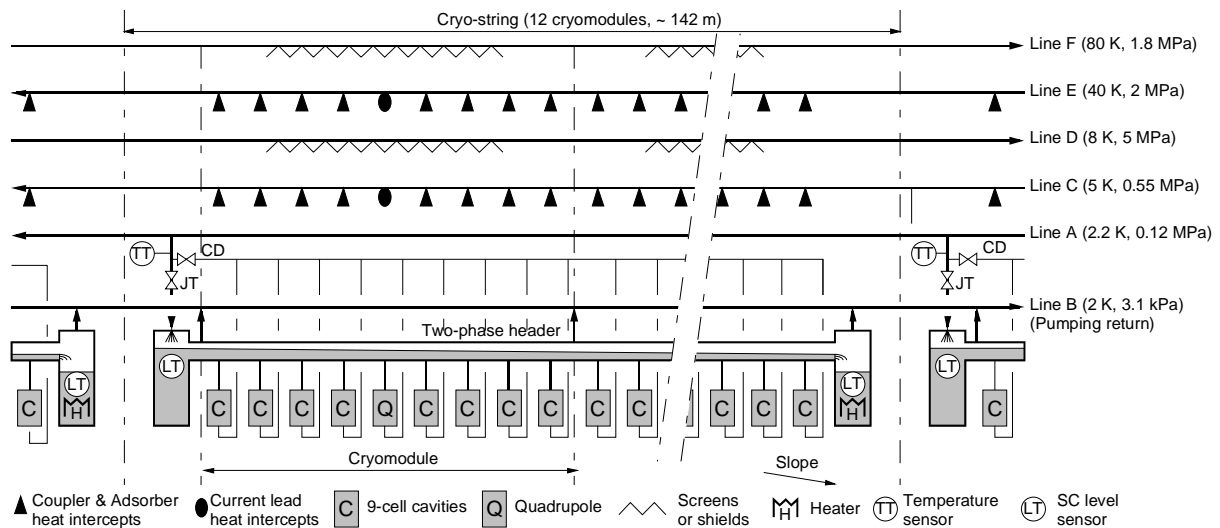 Cryo-string (12 cryomodules, ~ 142 m)
Line F (80 K, 1.8 MPa)
Line E (40 K, 2 MPa)
Line D (8 K, 5 MPa)
Line C (5 K, 0.55 MPa)
Line A (2.2 K, 0.12 MPa)
TT CD TT CD
JT JT
Line B (2 K, 3.1 kPa)
(Pumping return)
Two-phase header
LT LT LT
LT
H H
C C C C C Q C C C C C C C C C
Cryomodule
Slope
Coupler & Adsorber
heat intercepts
Current lead
heat intercepts
C 9-cell cavities
Q Quadrupole
Screens
or shields
H Heater
TT Temperature
sensor
LT SC level
sensor